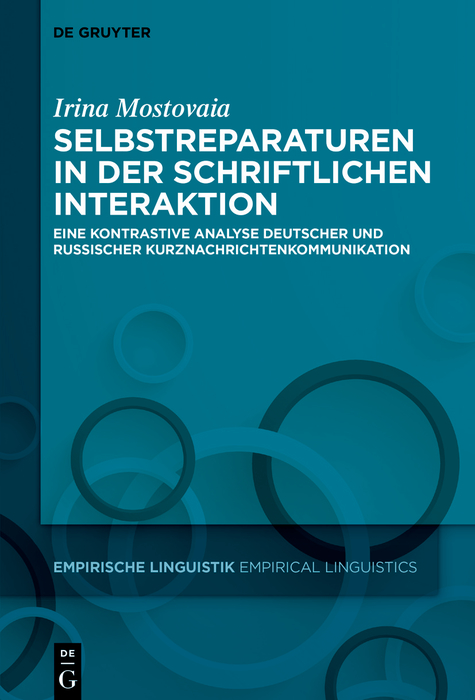 DE GRUYTER
Irina Mostovaia
SELBSTREPARATUREN
IN DER SCHRIFTLICHEN
INTERAKTION
EINE KONTRASTIVE ANALYSE DEUTSCHER UND
RUSSISCHER KURZNACHRICHTENKOMMUNIKATION
EMPIRISCHE LINGUISTIK EMPIRICAL LINGUISTICS
DE
G